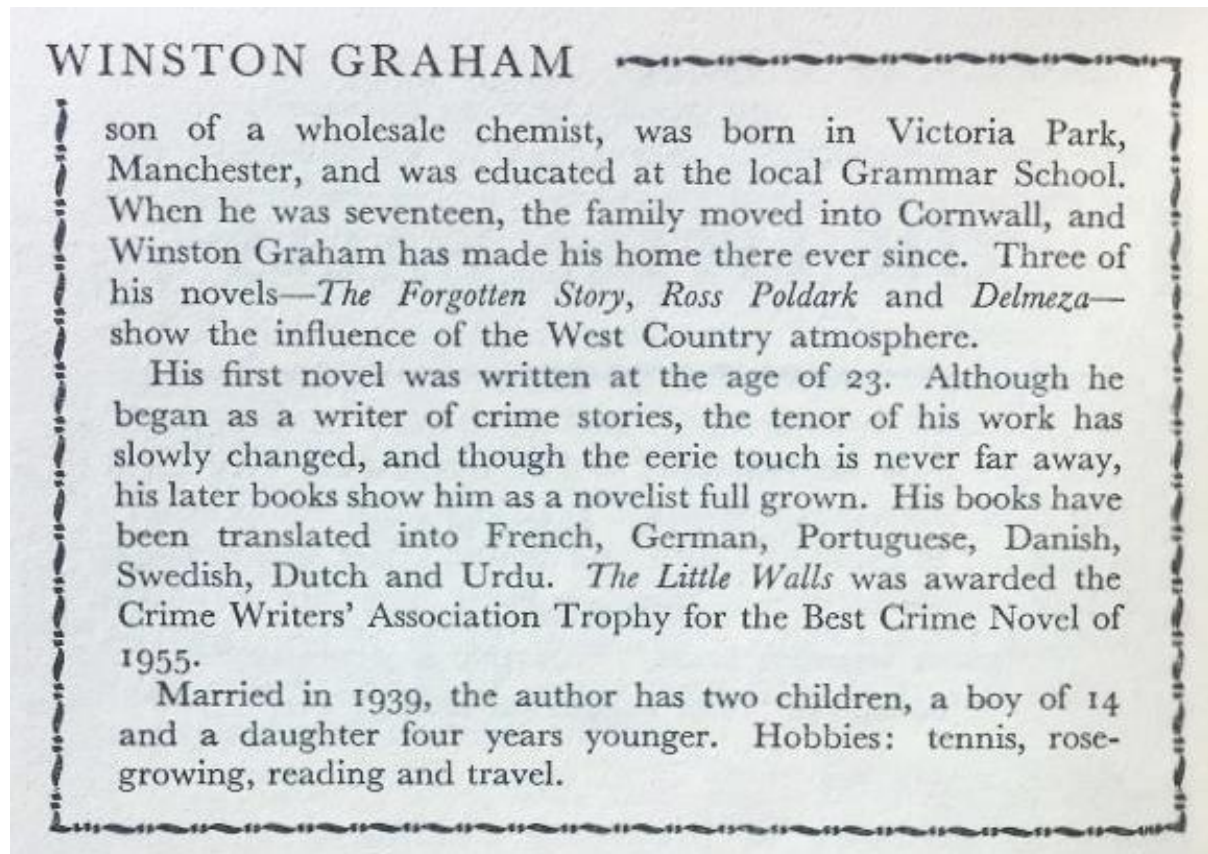 WINSTON GRAHAM
son of a wholesale chemist, was born in Victoria Park,
Manchester, and was educated at the local Grammar School.
When he was seventeen, the family moved into Cornwall, and
Winston Graham has made his home there ever since. Three of
his novels—The Forgotten Story, Ross Poldark and Delmeza—
show the influence of the West Country atmosphere.
His first novel was written at the age of 23. Although he
began as a writer of crime stories, the tenor of his work has
slowly changed, and though the eerie touch is never far away,
his later books show him as a novelist full grown. His books have
been translated into French, German, Portuguese, Danish,
Swedish, Dutch and Urdu. The Little Walls was awarded the
Crime Writers' Association Trophy for the Best Crime Novel of
1955.
Married in 1939, the author has two children, a boy of 14
and a daughter four years younger. Hobbies: tennis, rose-
growing, reading and travel.